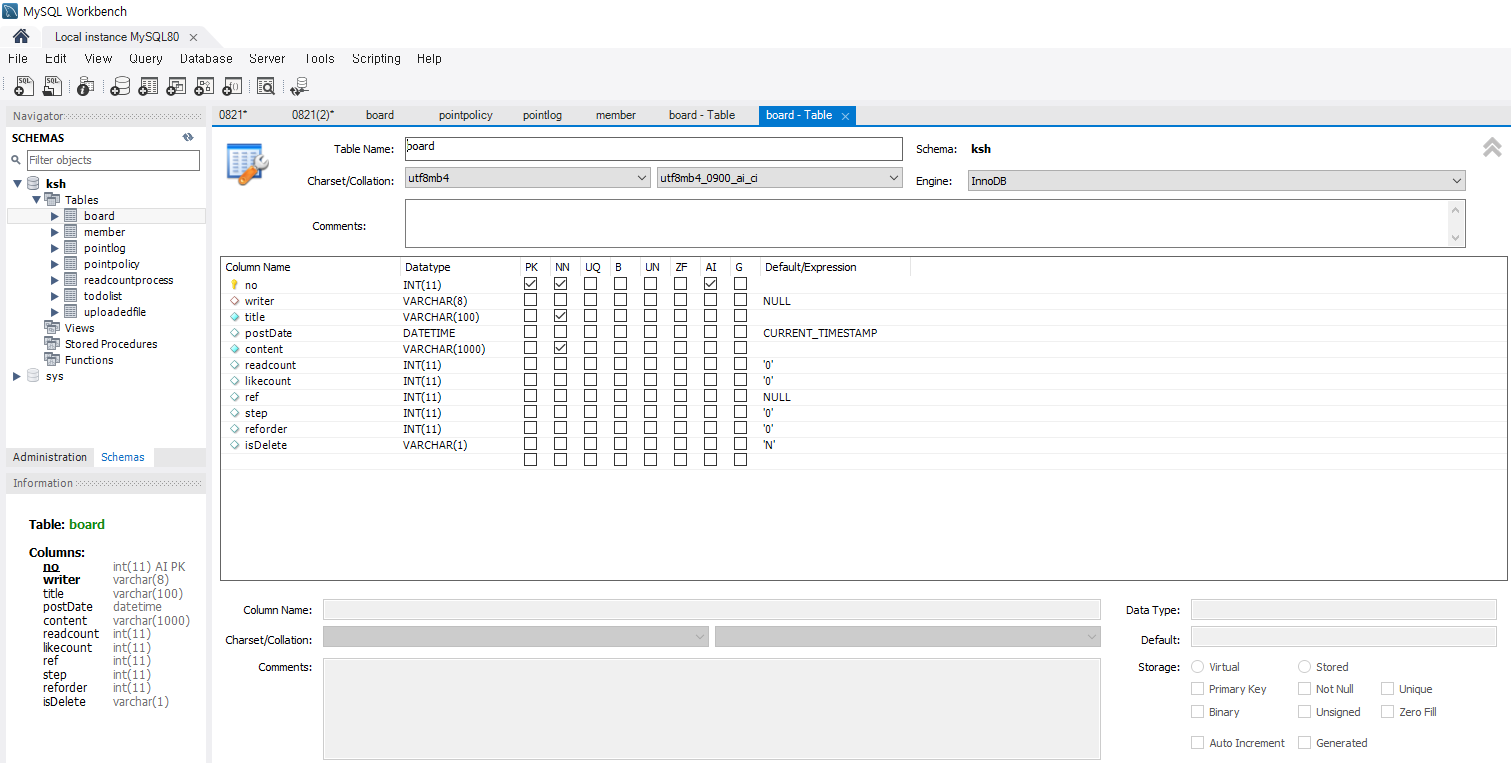 MySQL Workbench
Local instance MySQL80
File Edit View Query Database Server Tools Scripting Help
Navigator
SCHEMAS
Filter objects
ksh
Tables
board
member
pointlog
pointpolicy
readcountprocess
todolist
uploadedfile
Views
Stored Procedures
Functions
sys
Administration Schemas
Information
Table: board
Columns:
no int(11) AI PK
writer varchar(8)
title varchar(100)
postDate datetime
content varchar(1000)
readcount int(11)
likecount int(11)
ref int(11)
step int(11)
reforder int(11)
isDelete varchar(1)
0821* 0821(2)* board pointpolicy pointlog member board - Table board - Table
Table Name: board Schema: ksh
Charset/Collation: utf8mb4 utf8mb4_0900_ai_ci Engine: InnoDB
Comments:
Column Name Datatype PK NN UQ B UN ZF AI G Default/Expression
no INT(11)
writer VARCHAR(8) NULL
title VARCHAR(100)
postDate DATETIME CURRENT_TIMESTAMP
content VARCHAR(1000)
readcount INT(11) '0'
likecount INT(11) '0'
ref INT(11) NULL
step INT(11) '0'
reforder INT(11) '0'
isDelete VARCHAR(1) 'N'
Column Name: Data Type:
Charset/Collation: Default:
Comments: Storage: Virtual Stored
Primary Key Not Null Unique
Binary Unsigned Zero Fill
Auto Increment Generated